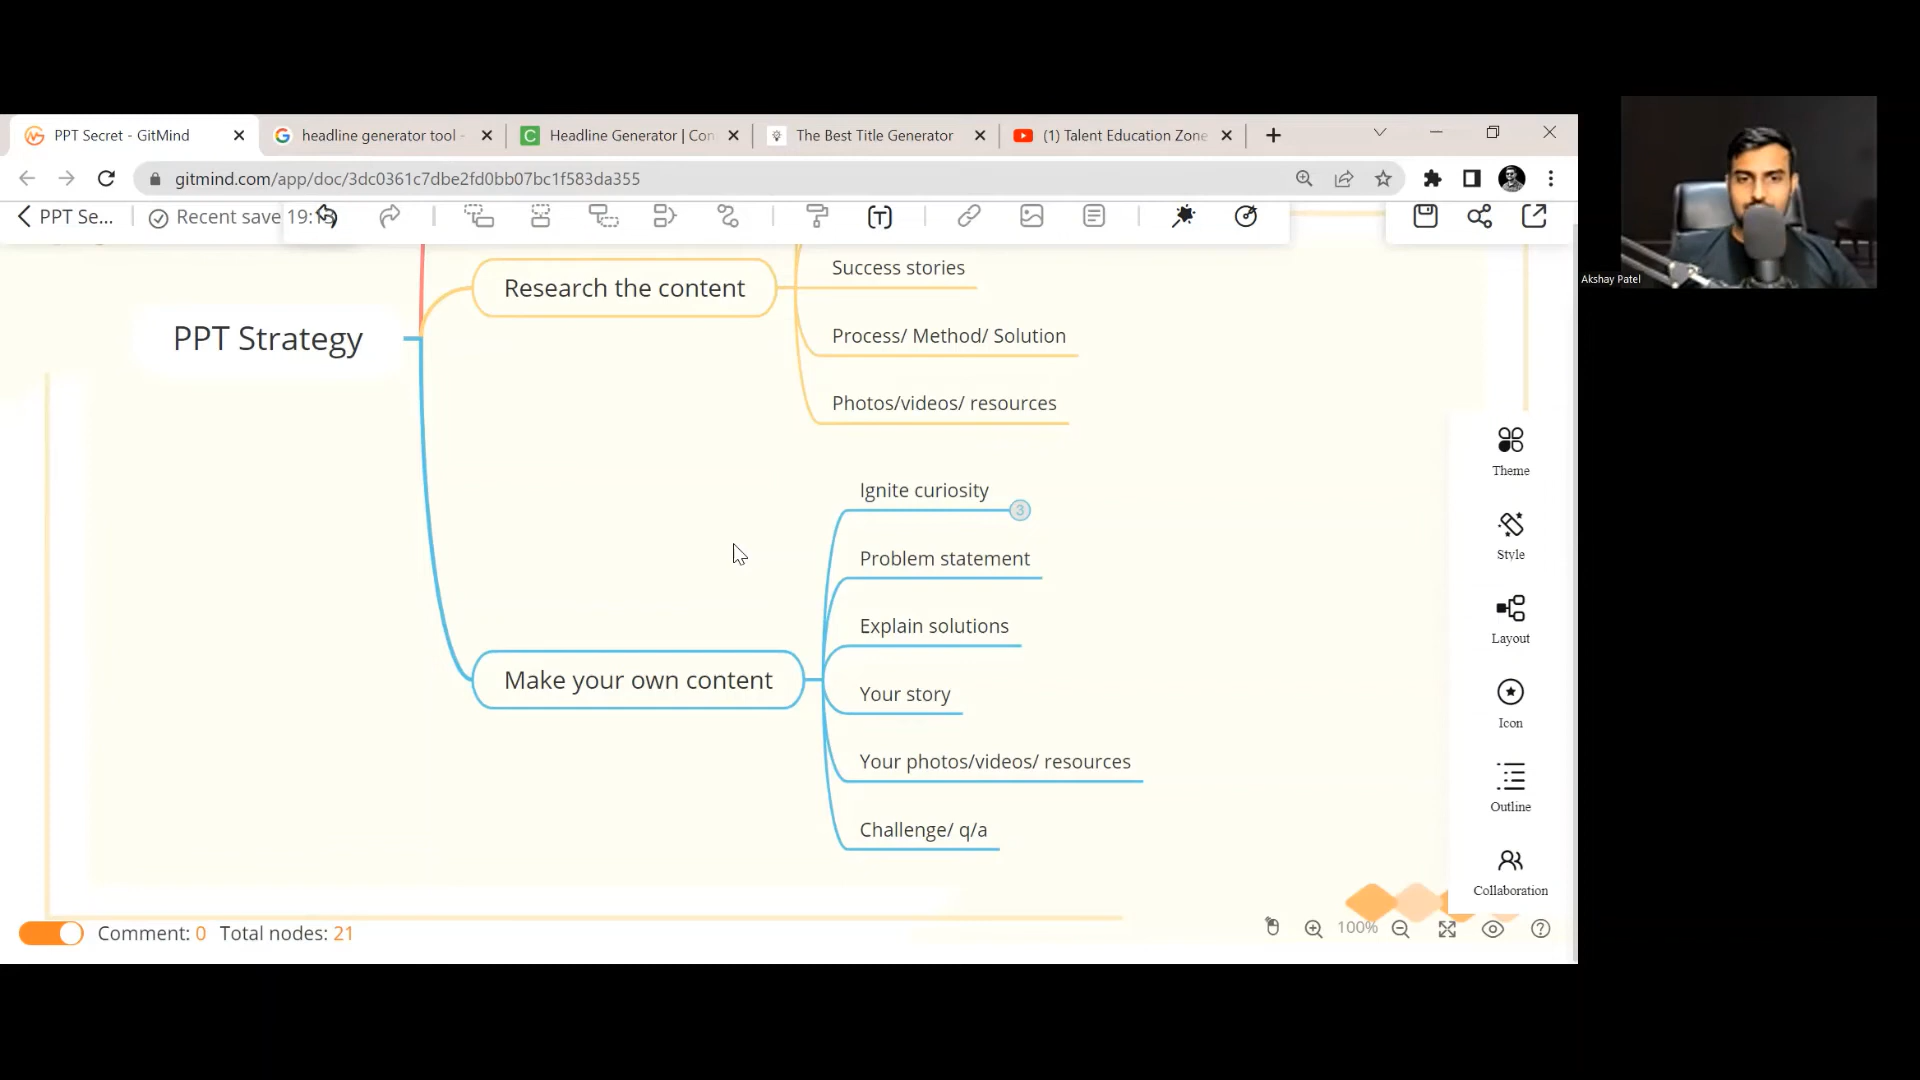 PPT Secret - GitMind
headline generator tool -
Headline Generator | Con
The Best Title Generator
(1) Talent Education Zone
gitmind.com/app/doc/3dc0361c7dbe2fd0bb07bc1f583da355
PPT Se...
Recent save 19:15
Akshay Patel
Success stories
Research the content
PPT Strategy
Process/ Method/ Solution
Photos/videos/ resources
Ignite curiosity
3
Problem statement
Explain solutions
Make your own content
Your story
Your photos/videos/ resources
Challenge/ q/a
Theme
Style
Layout
Icon
Outline
Collaboration
Comment: 0 Total nodes: 21
100%